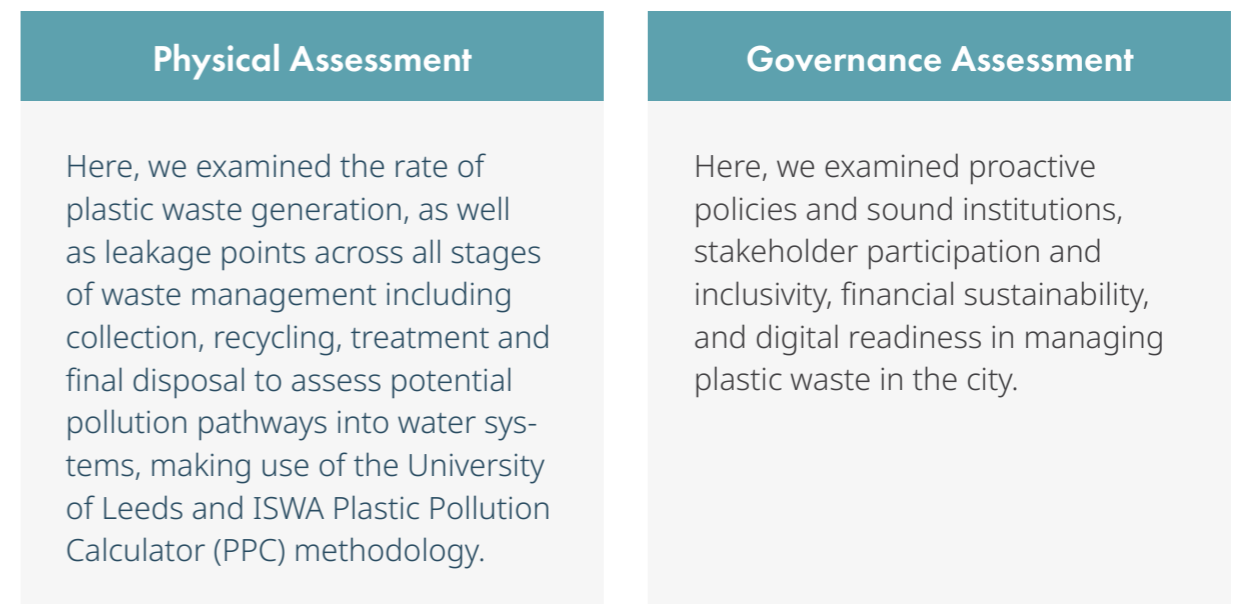 Physical Assessment
Here, we examined the rate of
plastic waste generation, as well
as leakage points across all stages
of waste management including
collection, recycling, treatment and
final disposal to assess potential
pollution pathways into water sys-
tems, making use of the University
of Leeds and ISWA Plastic Pollution
Calculator (PPC) methodology.
Governance Assessment
Here, we examined proactive
policies and sound institutions,
stakeholder participation and
inclusivity, financial sustainability,
and digital readiness in managing
plastic waste in the city.